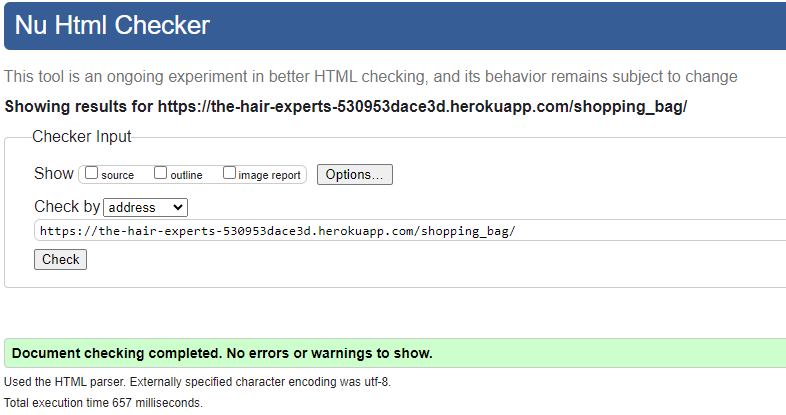 Nu Html Checker
This tool is an ongoing experiment in better HTML checking, and its behavior remains subject to change
Showing results for https://the-hair-experts-530953dace3d.herokuapp.com/shopping_bag/
Checker Input
Show source outline image report Options...
Check by address
https://the-hair-experts-530953dace3d.herokuapp.com/shopping_bag/
Check
Document checking completed. No errors or warnings to show.
Used the HTML parser. Externally specified character encoding was utf-8.
Total execution time 657 milliseconds.